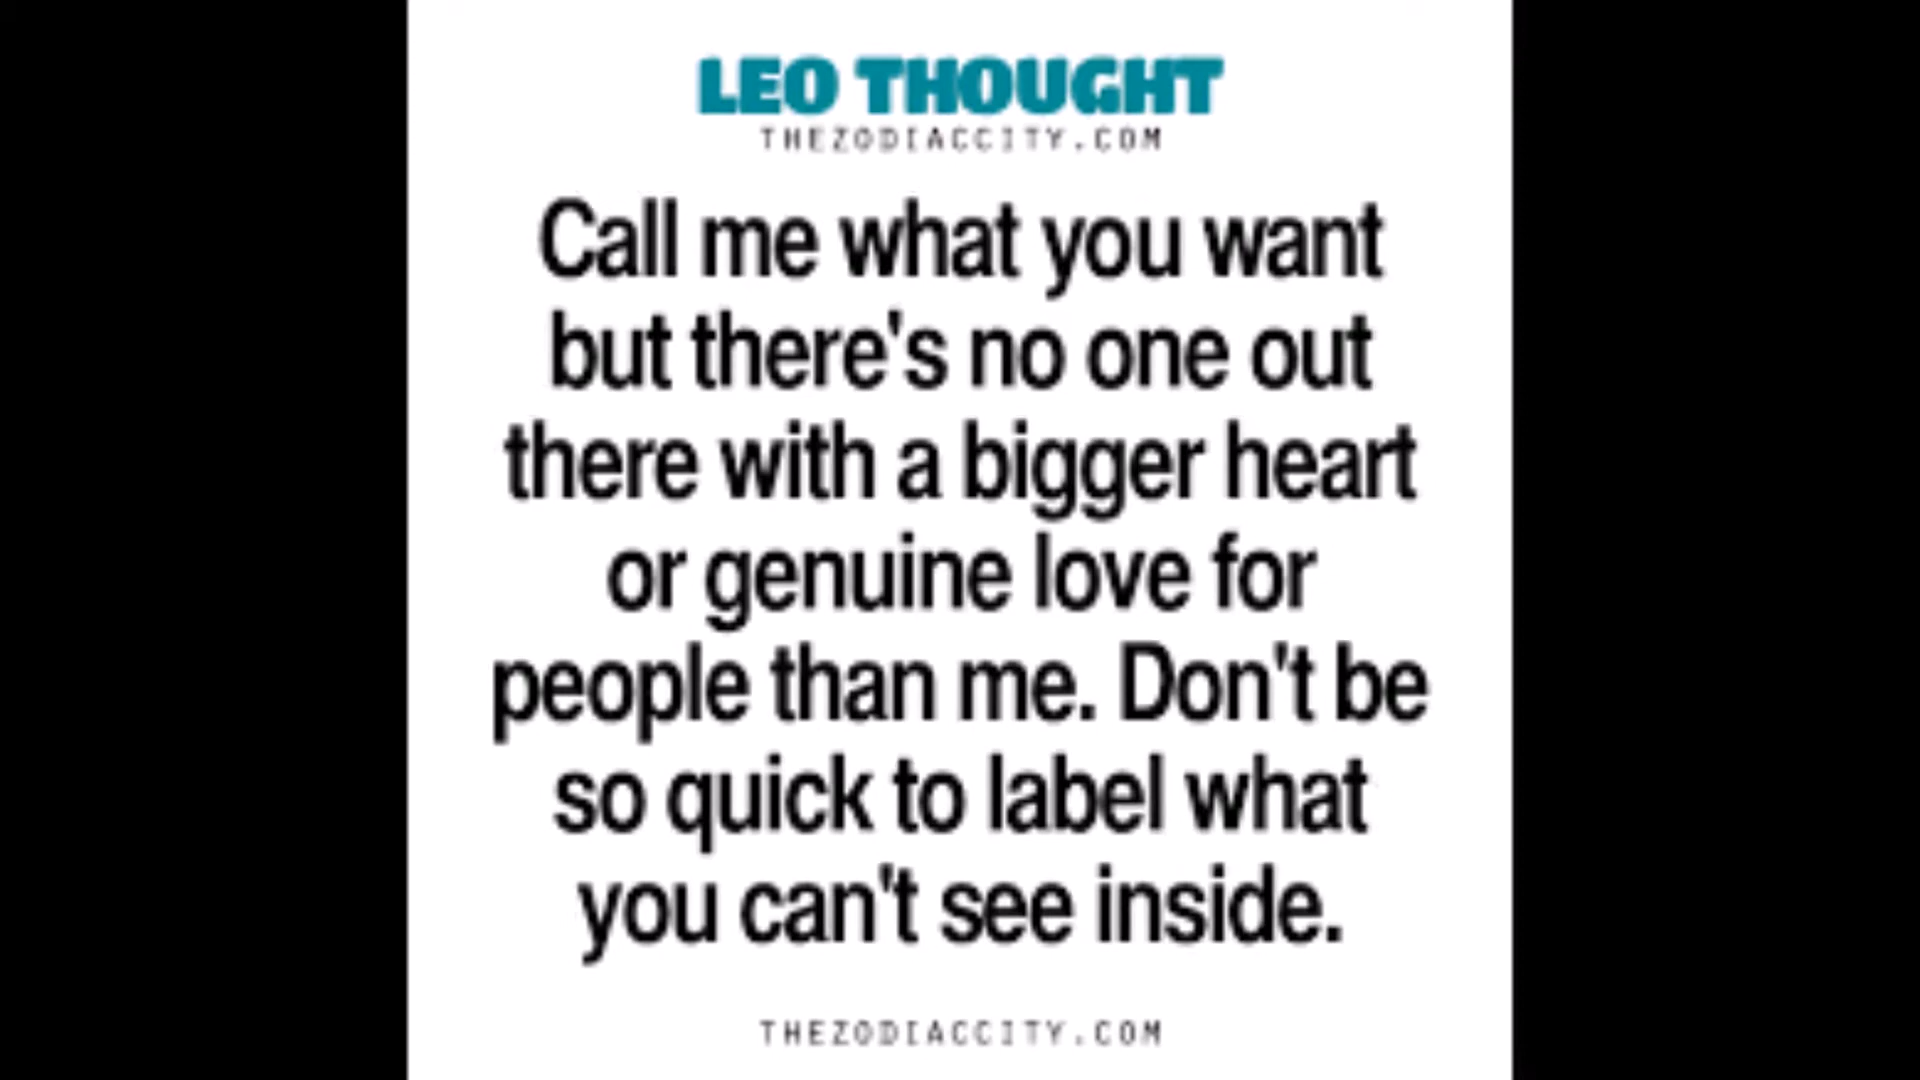 LEO THOUGHT
THEZODIACCITY.COM
Call me what you want
but there's no one out
there with a bigger heart
or genuine love for
people than me. Don't be
so quick to label what
you can't see inside.
THEZODIACCITY.COM